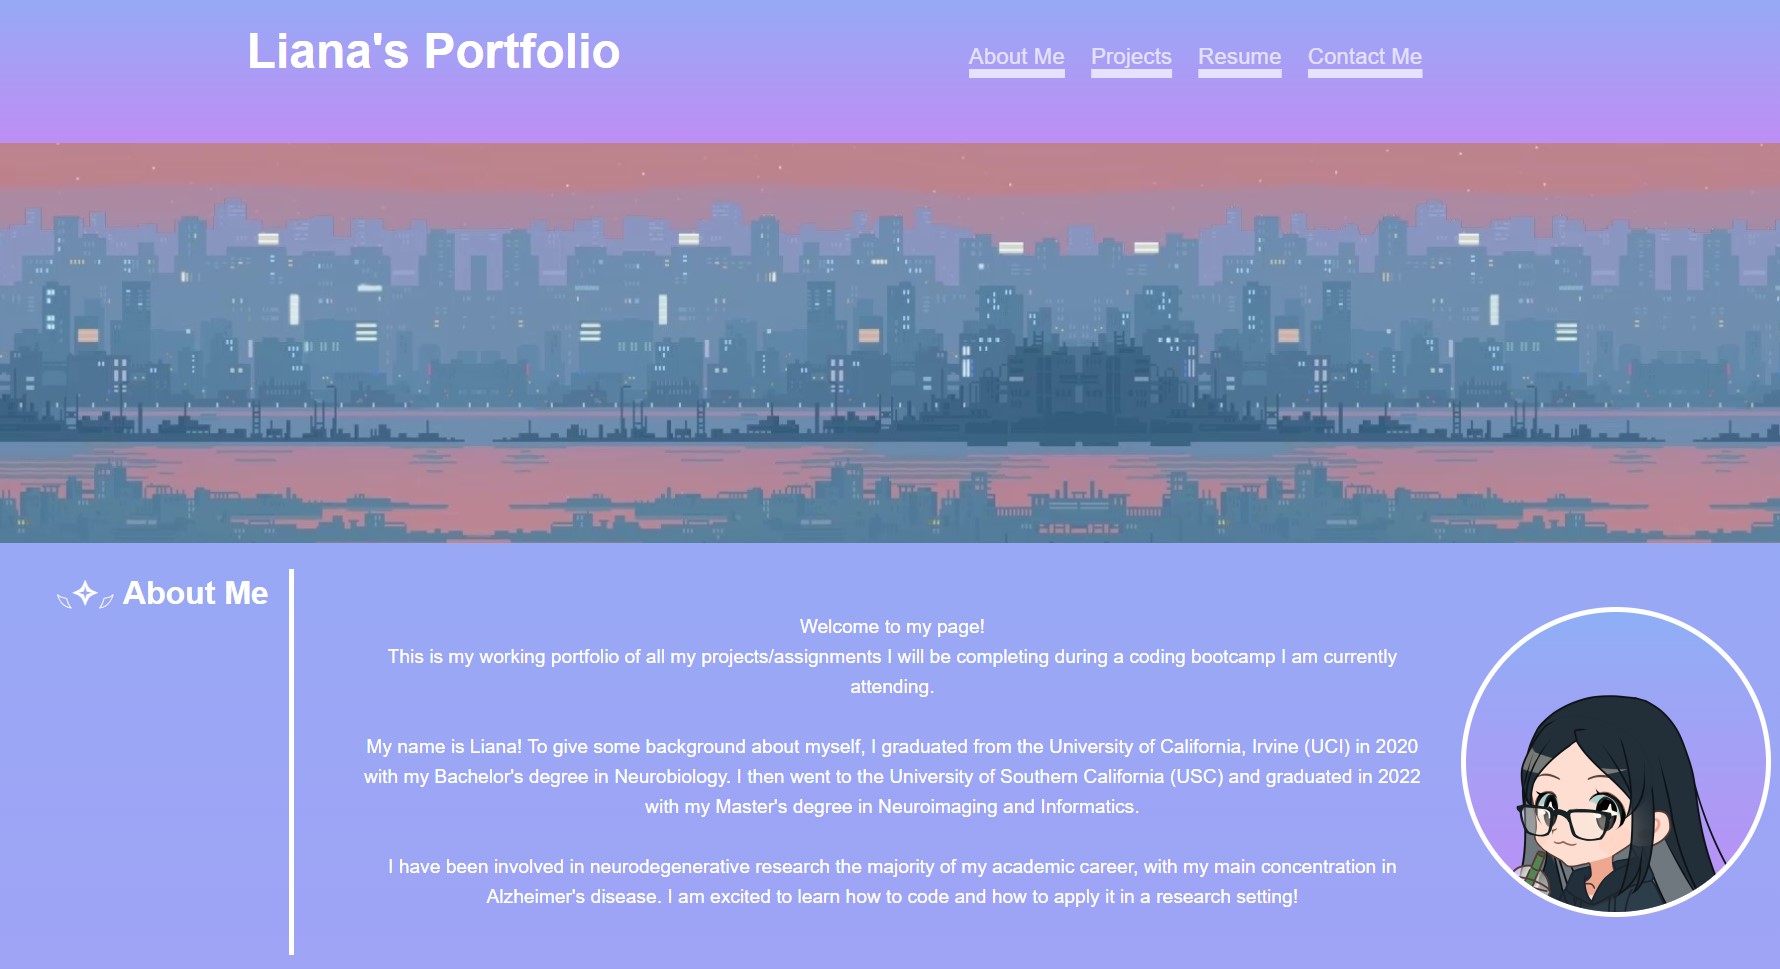 Liana's Portfolio
About Me Projects Resume Contact Me
About Me
Welcome to my page!
This is my working portfolio of all my projects/assignments I will be completing during a coding bootcamp I am currently
attending.
My name is Liana! To give some background about myself, I graduated from the University of California, Irvine (UCI) in 2020
with my Bachelor's degree in Neurobiology. I then went to the University of Southern California (USC) and graduated in 2022
with my Master's degree in Neuroimaging and Informatics.
I have been involved in neurodegenerative research the majority of my academic career, with my main concentration in
Alzheimer's disease. I am excited to learn how to code and how to apply it in a research setting!